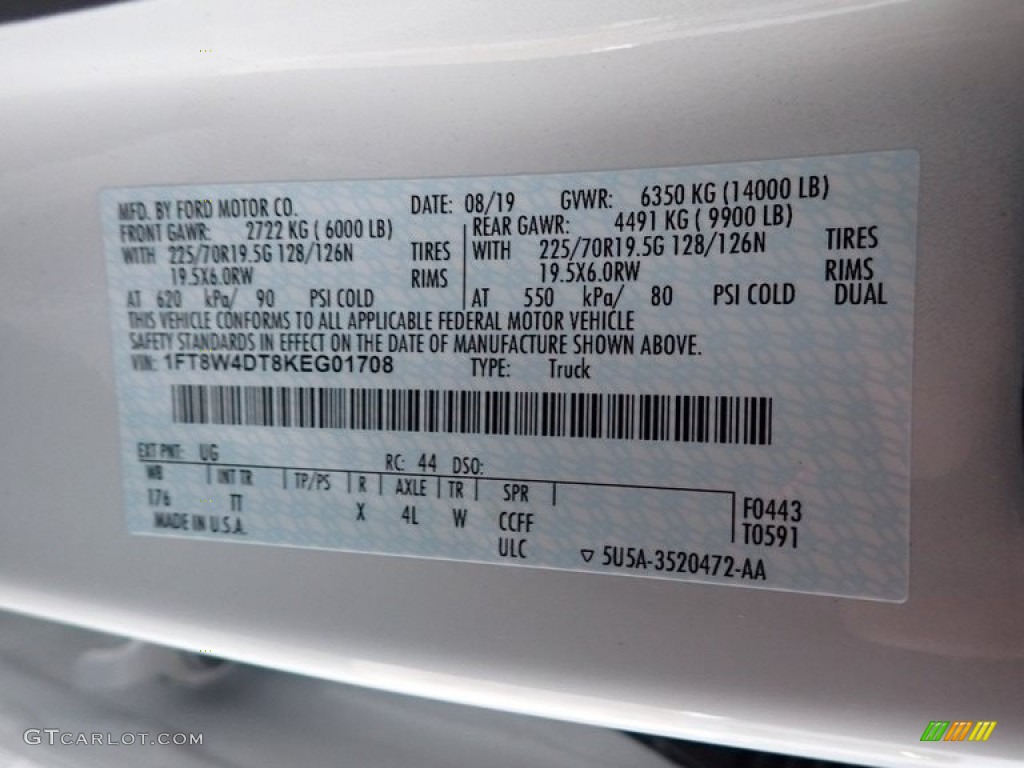 MFD. BY FORD MOTOR CO. DATE: 08/19 GVWR: 6350 KG (14000 LB)
FRONT GAWR: 2722 KG ( 6000 LB) REAR GAWR: 4491 KG ( 9900 LB)
WITH 225/70R19.5G 128/126N TIRES WITH 225/70R19.5G 128/126N TIRES
19.5X6.0RW RIMS 19.5X6.0RW RIMS
AT 620 kPa/ 90 PSI COLD AT 550 kPa/ 80 PSI COLD DUAL
THIS VEHICLE CONFORMS TO ALL APPLICABLE FEDERAL MOTOR VEHICLE
SAFETY STANDARDS IN EFFECT ON THE DATE OF MANUFACTURE SHOWN ABOVE.
VIN: 1FT8W4DT8KEG01708 TYPE: Truck
EXT PNT: UG RC: 44 DSO:
WB INT TR TP/PS R AXLE TR SPR
176 TT X 4L W CCFF F0443
MADE IN U.S.A. ULC T0591
5U5A-3520472-AA
GTCARLOT.COM